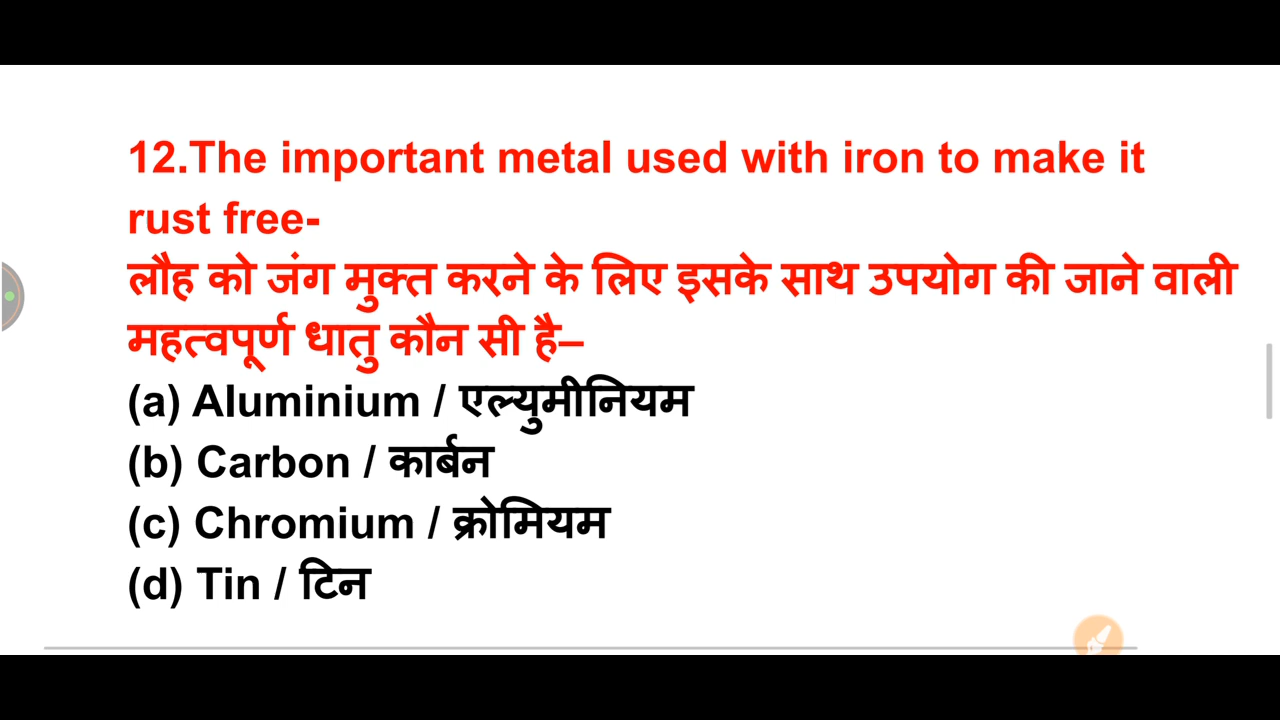 12.The important metal used with iron to make it
rust free-
लौह को जंग मुक्त करने के लिए इसके साथ उपयोग की जाने वाली
महत्वपूर्ण धातु कौन सी है–
(a) Aluminium / एल्युमीनियम
(b) Carbon / कार्बन
(c) Chromium / क्रोमियम
(d) Tin / टिन